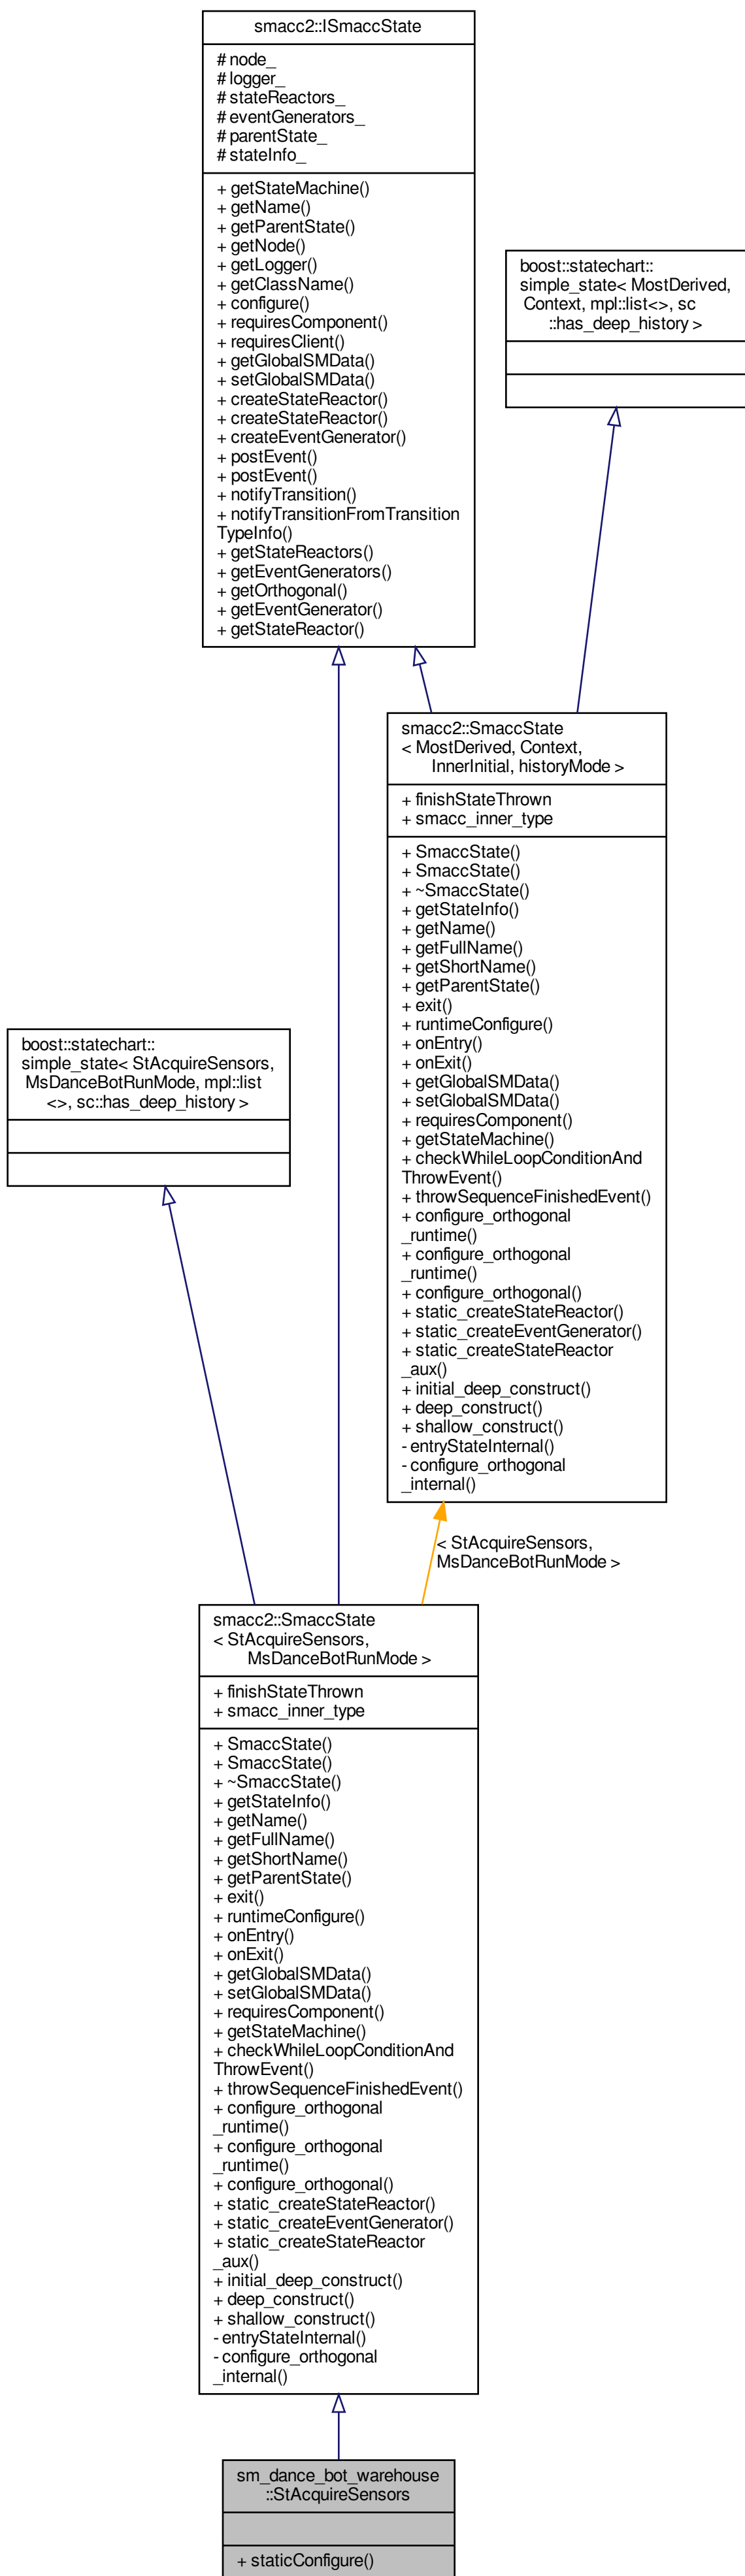 smacc2::ISmaccState
# node_
# logger_
# stateReactors_
# eventGenerators_
# parentState_
# stateInfo_
+ getStateMachine()
+ getName()
+ getParentState()
+ getNode()
+ getLogger()
+ getClassName()
+ configure()
+ requiresComponent()
+ requiresClient()
+ getGlobalSMData()
+ setGlobalSMData()
+ createStateReactor()
+ createStateReactor()
+ createEventGenerator()
+ postEvent()
+ postEvent()
+ notifyTransition()
+ notifyTransitionFromTransition
TypeInfo()
+ getStateReactors()
+ getEventGenerators()
+ getOrthogonal()
+ getEventGenerator()
+ getStateReactor()
boost::statechart::
simple_state< MostDerived,
Context, mpl::list<>, sc
::has_deep_history >
smacc2::SmaccState
< MostDerived, Context,
InnerInitial, historyMode >
+ finishStateThrown
+ smacc_inner_type
+ SmaccState()
+ SmaccState()
+ ~SmaccState()
+ getStateInfo()
+ getName()
+ getFullName()
+ getShortName()
+ getParentState()
+ exit()
+ runtimeConfigure()
+ onEntry()
+ onExit()
+ getGlobalSMData()
+ setGlobalSMData()
+ requiresComponent()
+ getStateMachine()
+ checkWhileLoopConditionAnd
ThrowEvent()
+ throwSequenceFinishedEvent()
+ configure_orthogonal
_runtime()
+ configure_orthogonal
_runtime()
+ configure_orthogonal()
+ static_createStateReactor()
+ static_createEventGenerator()
+ static_createStateReactor
_aux()
+ initial_deep_construct()
+ deep_construct()
+ shallow_construct()
- entryStateInternal()
- configure_orthogonal
_internal()
boost::statechart::
simple_state< StAcquireSensors,
MsDanceBotRunMode, mpl::list
<>, sc::has_deep_history >
< StAcquireSensors,
MsDanceBotRunMode >
smacc2::SmaccState
< StAcquireSensors,
MsDanceBotRunMode >
+ finishStateThrown
+ smacc_inner_type
+ SmaccState()
+ SmaccState()
+ ~SmaccState()
+ getStateInfo()
+ getName()
+ getFullName()
+ getShortName()
+ getParentState()
+ exit()
+ runtimeConfigure()
+ onEntry()
+ onExit()
+ getGlobalSMData()
+ setGlobalSMData()
+ requiresComponent()
+ getStateMachine()
+ checkWhileLoopConditionAnd
ThrowEvent()
+ throwSequenceFinishedEvent()
+ configure_orthogonal
_runtime()
+ configure_orthogonal
_runtime()
+ configure_orthogonal()
+ static_createStateReactor()
+ static_createEventGenerator()
+ static_createStateReactor
_aux()
+ initial_deep_construct()
+ deep_construct()
+ shallow_construct()
- entryStateInternal()
- configure_orthogonal
_internal()
sm_dance_bot_warehouse
::StAcquireSensors
+ staticConfigure()